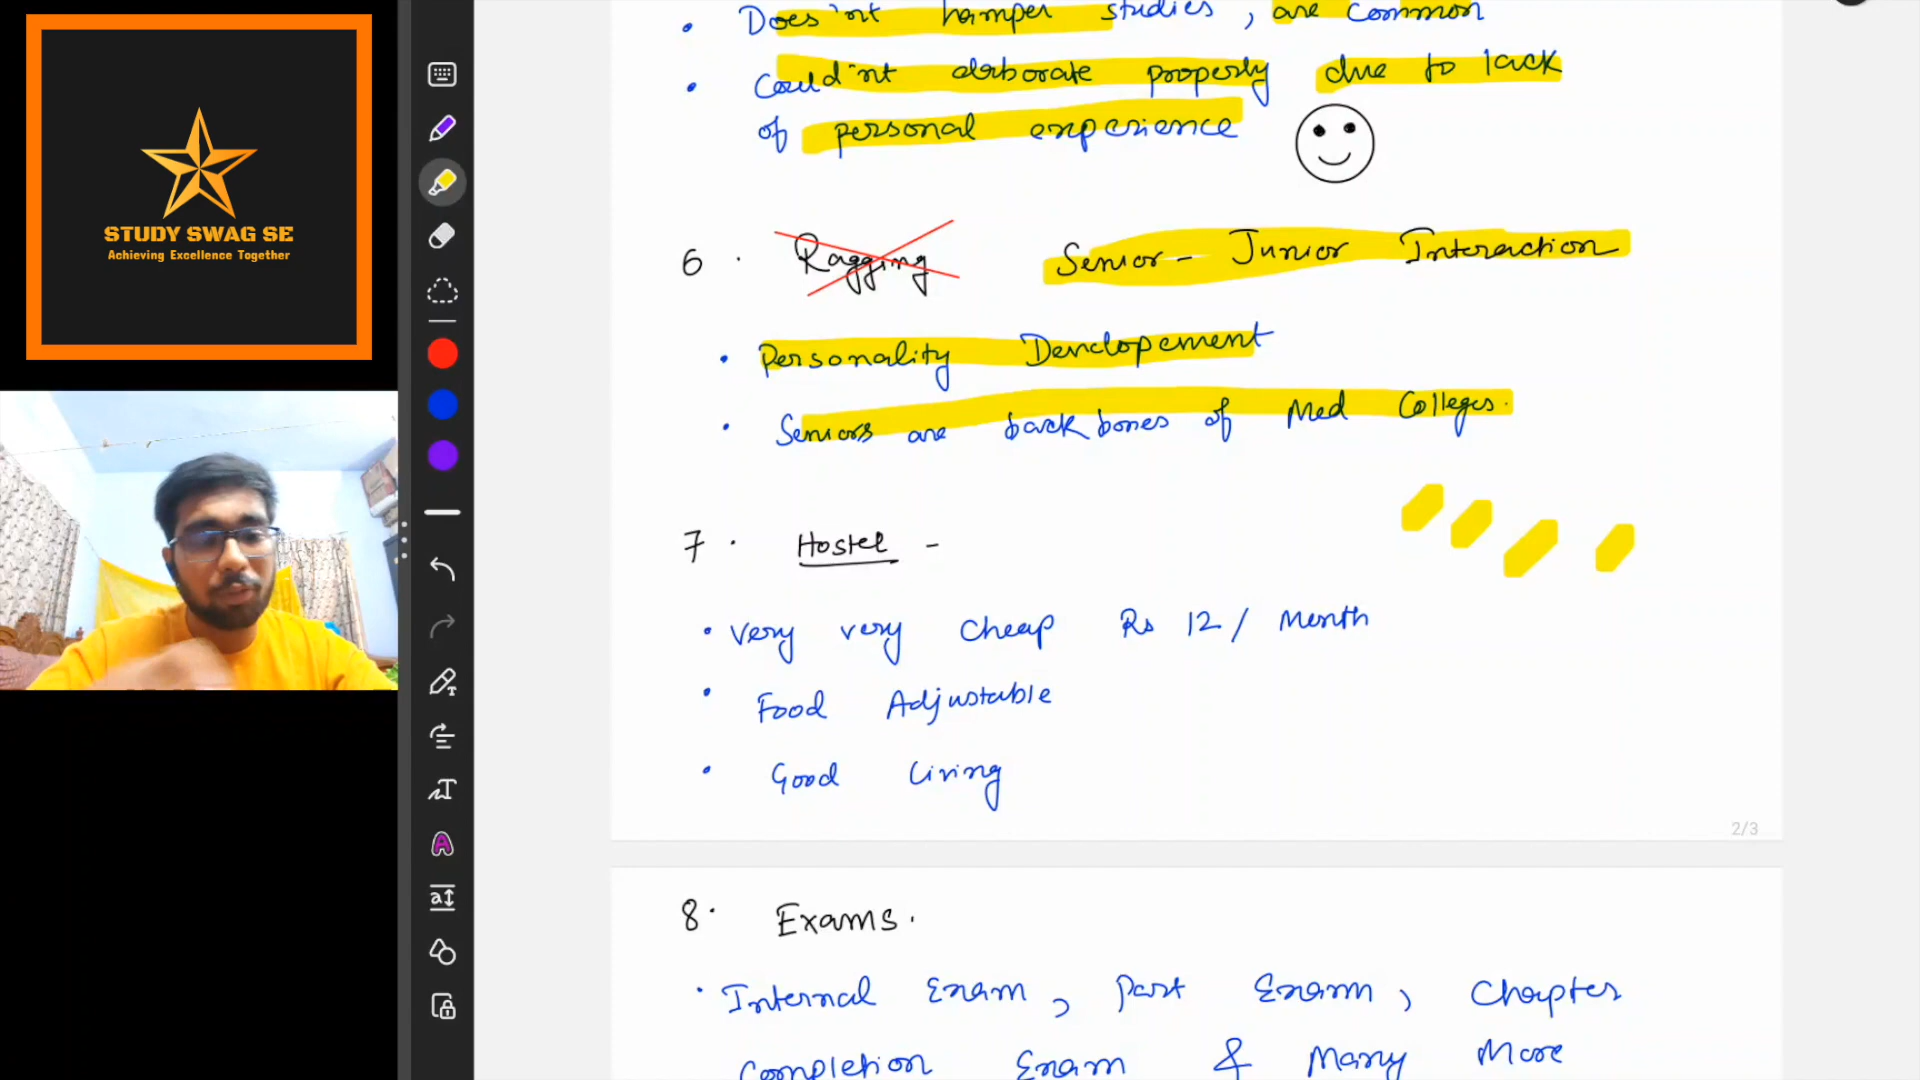 STUDY SWAG SE
Achieving Excellence Together
• Does'nt hamper studies, are common
• Could'nt elaborate properly due to lack
of personal experience
6. Ragging Senior - Junior Interaction
• Personality Developement
• Seniors are backbones of Med Colleges.
7. Hostel -
• Very very cheap Rs 12/ Month
• Food Adjustable
• Good Living
2/3
8. Exams.
• Internal Exam, Part Exam, Chapter
Completion Exam & Many More